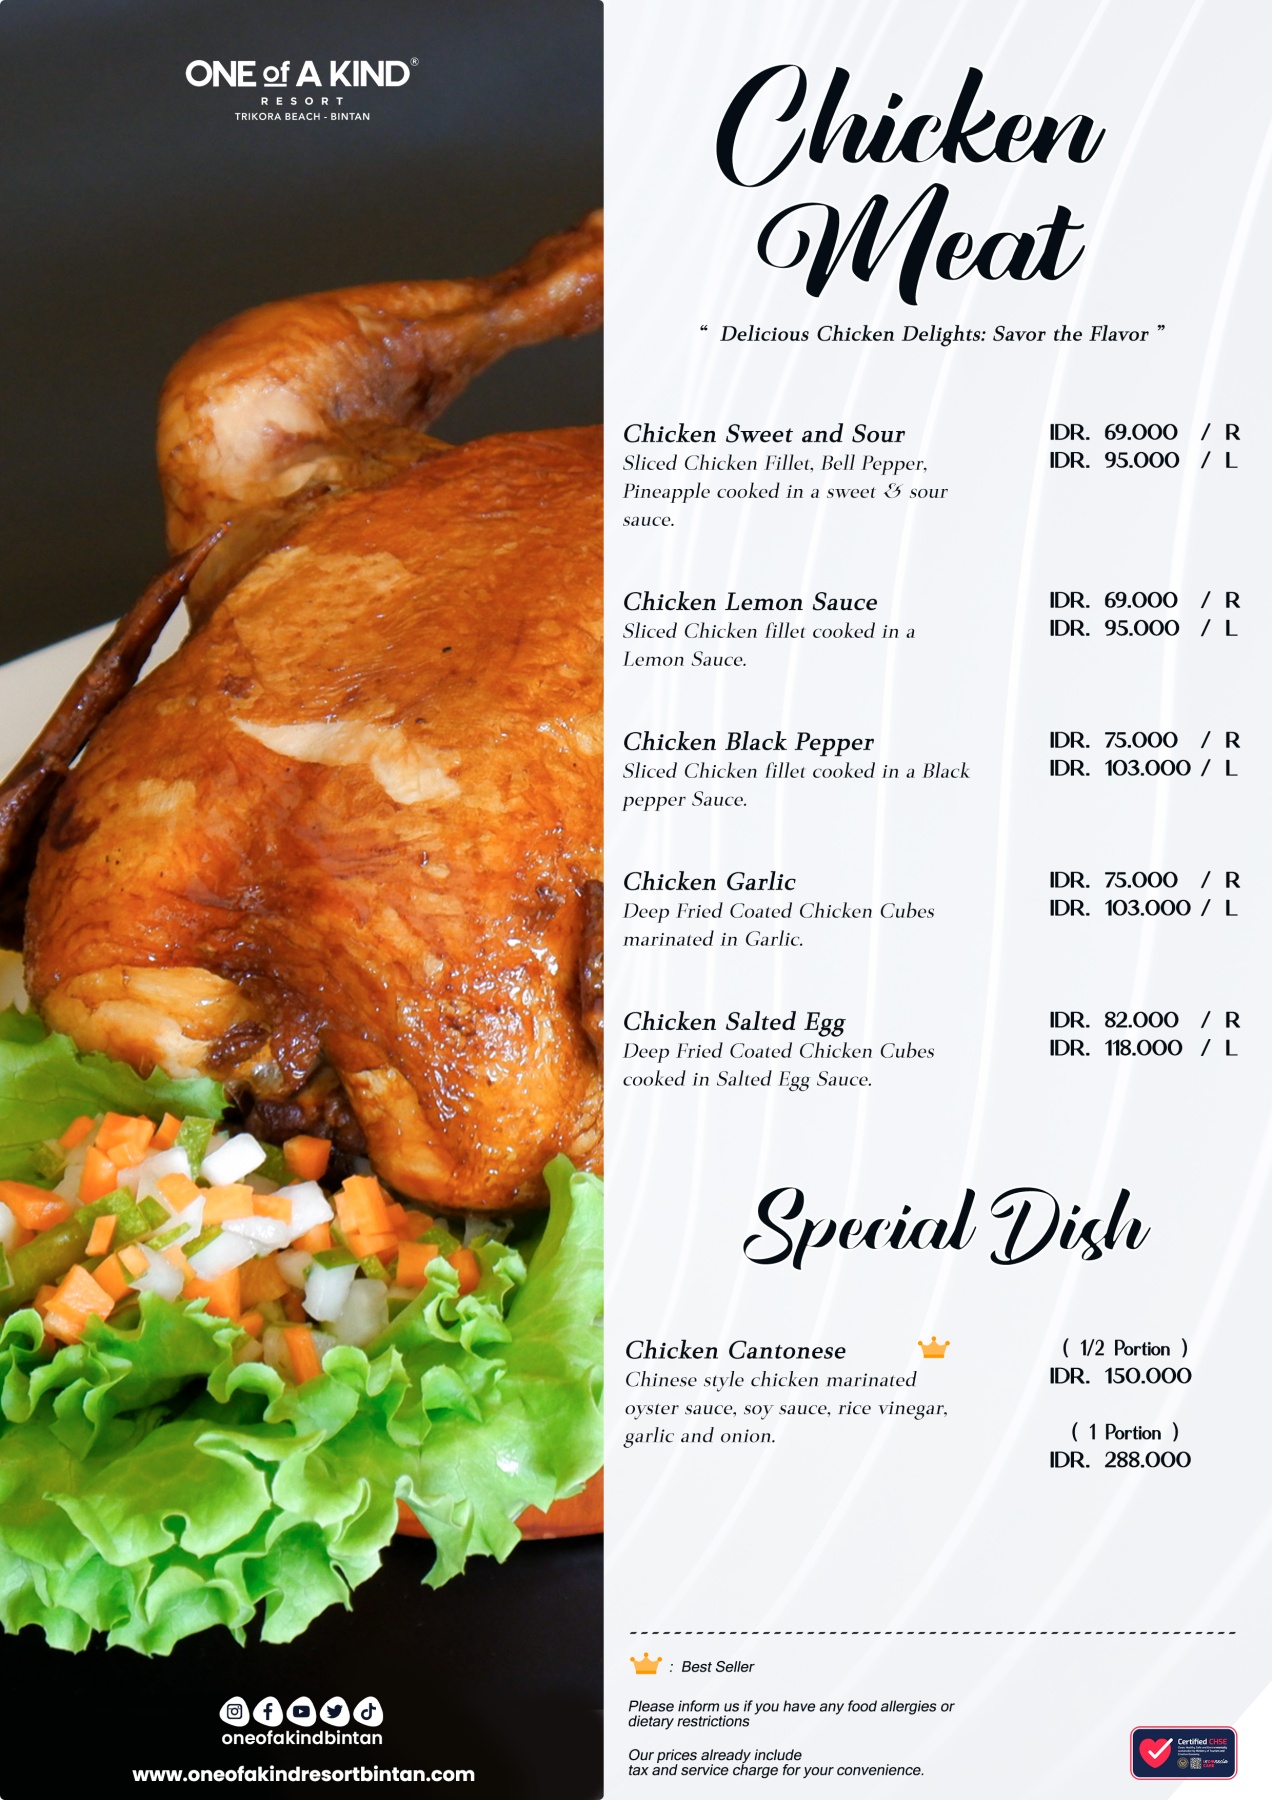 ONE of A KIND®
RESORT
TRIKORA BEACH - BINTAN
Chicken
Meat
“ Delicious Chicken Delights: Savor the Flavor ”
Chicken Sweet and Sour IDR. 69.000 / R
Sliced Chicken Fillet, Bell Pepper, IDR. 95.000 / L
Pineapple cooked in a sweet & sour
sauce.
Chicken Lemon Sauce IDR. 69.000 / R
Sliced Chicken fillet cooked in a IDR. 95.000 / L
Lemon Sauce.
Chicken Black Pepper IDR. 75.000 / R
Sliced Chicken fillet cooked in a Black IDR. 103.000 / L
pepper Sauce.
Chicken Garlic IDR. 75.000 / R
Deep Fried Coated Chicken Cubes IDR. 103.000 / L
marinated in Garlic.
Chicken Salted Egg IDR. 82.000 / R
Deep Fried Coated Chicken Cubes IDR. 118.000 / L
cooked in Salted Egg Sauce.
Special Dish
Chicken Cantonese ( 1/2 Portion )
Chinese style chicken marinated IDR. 150.000
oyster sauce, soy sauce, rice vinegar,
garlic and onion. ( 1 Portion )
IDR. 288.000
: Best Seller
Please inform us if you have any food allergies or
dietary restrictions
Our prices already include
tax and service charge for your convenience.
Certified CHSE
oneofakindbintan
www.oneofakindresortbintan.com